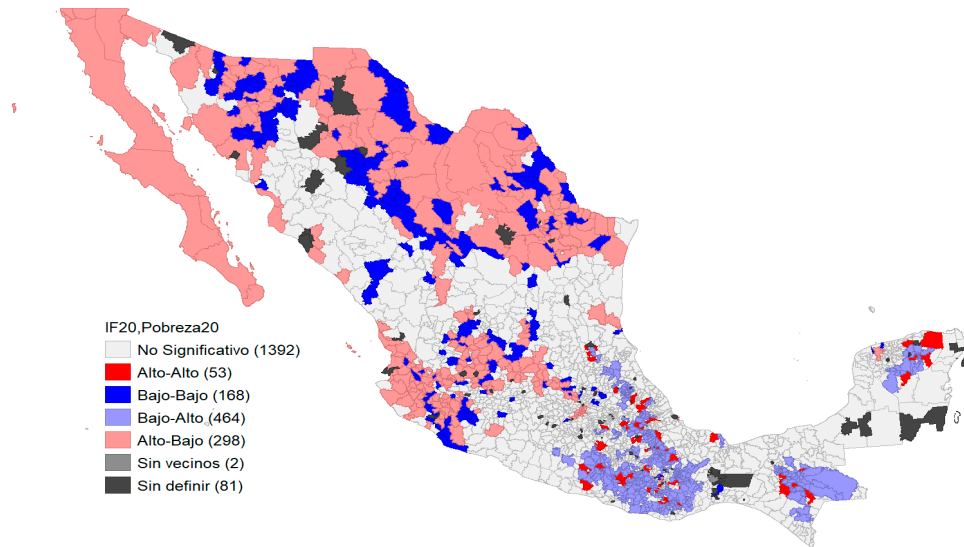 IF20,Pobreza20
No Significativo (1392)
Alto-Alto (53)
Bajo-Bajo (168)
Bajo-Alto (464)
Alto-Bajo (298)
Sin vecinos (2)
Sin definir (81)